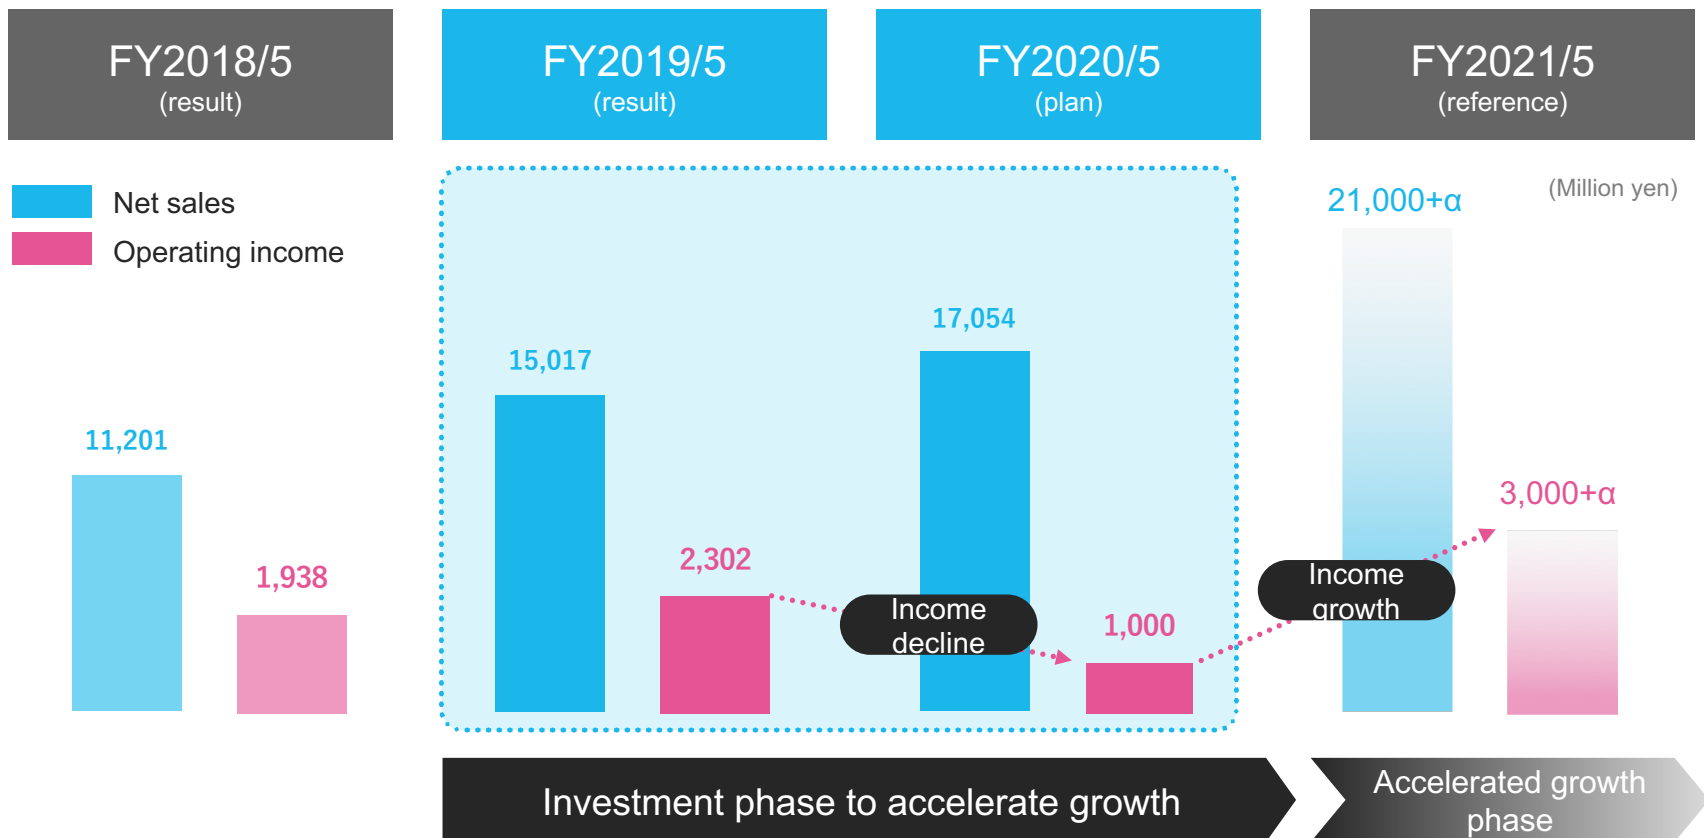 FY2018/5
(result)
FY2019/5
(result)
FY2020/5
(plan)
FY2021/5
(reference)
Net sales
Operating income
(Million yen)
11,201
1,938
15,017
2,302
Income
decline
17,054
1,000
Income
growth
21,000+α
3,000+α
Investment phase to accelerate growth
Accelerated growth
phase